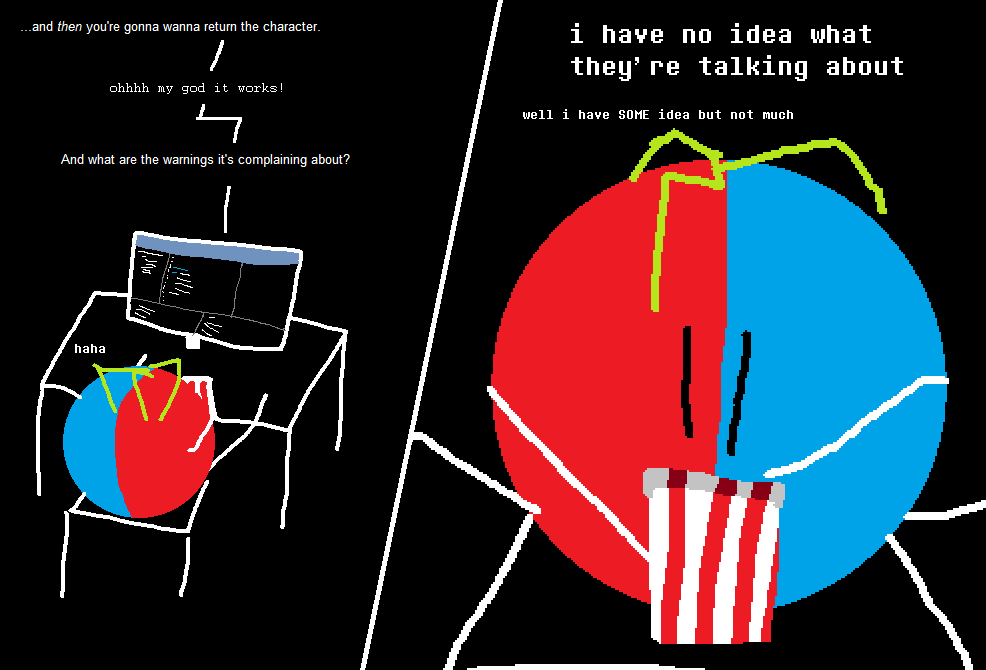 ...and then you're gonna wanna return the character.
ohhhh my god it works!
And what are the warnings it's complaining about?
haha
i have no idea what
they're talking about
well i have SOME idea but not much